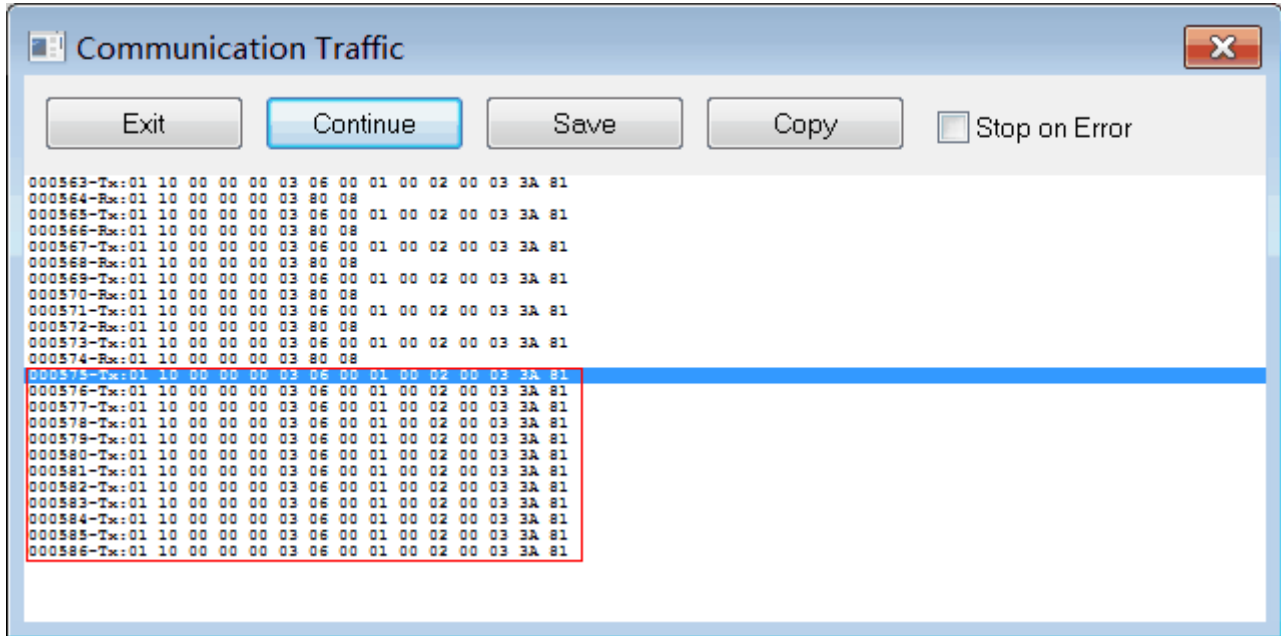 Communication Traffic
Exit Continue Save Copy Stop on Error
000563-Tx:01 10 00 00 00 03 06 00 01 00 02 00 03 3A 81
000564-Rx:01 10 00 00 00 03 80 08
000565-Tx:01 10 00 00 00 03 06 00 01 00 02 00 03 3A 81
000566-Rx:01 10 00 00 00 03 80 08
000567-Tx:01 10 00 00 00 03 06 00 01 00 02 00 03 3A 81
000568-Rx:01 10 00 00 00 03 80 08
000569-Tx:01 10 00 00 00 03 06 00 01 00 02 00 03 3A 81
000570-Rx:01 10 00 00 00 03 80 08
000571-Tx:01 10 00 00 00 03 06 00 01 00 02 00 03 3A 81
000572-Rx:01 10 00 00 00 03 80 08
000573-Tx:01 10 00 00 00 03 06 00 01 00 02 00 03 3A 81
000574-Rx:01 10 00 00 00 03 80 08
000575-Tx:01 10 00 00 00 03 06 00 01 00 02 00 03 3A 81
000576-Tx:01 10 00 00 00 03 06 00 01 00 02 00 03 3A 81
000577-Tx:01 10 00 00 00 03 06 00 01 00 02 00 03 3A 81
000578-Tx:01 10 00 00 00 03 06 00 01 00 02 00 03 3A 81
000579-Tx:01 10 00 00 00 03 06 00 01 00 02 00 03 3A 81
000580-Tx:01 10 00 00 00 03 06 00 01 00 02 00 03 3A 81
000581-Tx:01 10 00 00 00 03 06 00 01 00 02 00 03 3A 81
000582-Tx:01 10 00 00 00 03 06 00 01 00 02 00 03 3A 81
000583-Tx:01 10 00 00 00 03 06 00 01 00 02 00 03 3A 81
000584-Tx:01 10 00 00 00 03 06 00 01 00 02 00 03 3A 81
000585-Tx:01 10 00 00 00 03 06 00 01 00 02 00 03 3A 81
000586-Tx:01 10 00 00 00 03 06 00 01 00 02 00 03 3A 81